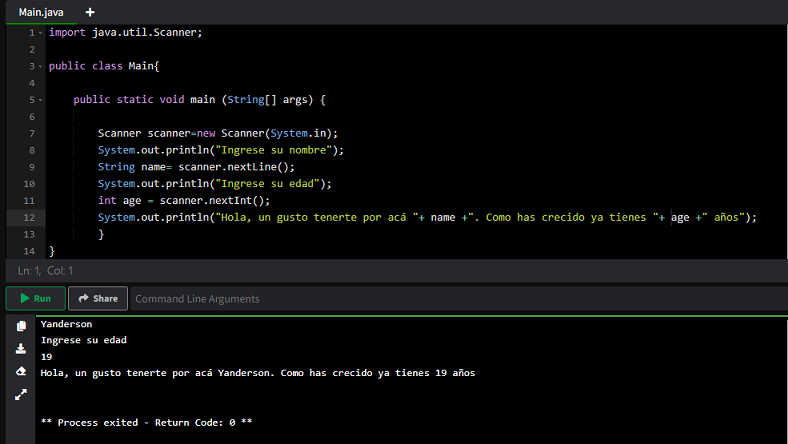 Main.java +
1 import java.util.Scanner;
2
3 public class Main{
4
5 public static void main (String[] args) {
6
7 Scanner scanner=new Scanner(System.in);
8 System.out.println("Ingrese su nombre");
9 String name= scanner.nextLine();
10 System.out.println("Ingrese su edad");
11 int age = scanner.nextInt();
12 System.out.println("Hola, un gusto tenerte por acá "+ name +". Como has crecido ya tienes "+ age +" años");
13 }
14 }
Ln: 1, Col: 1
Run Share Command Line Arguments
Yanderson
Ingrese su edad
19
Hola, un gusto tenerte por acá Yanderson. Como has crecido ya tienes 19 años
** Process exited - Return Code: 0 **